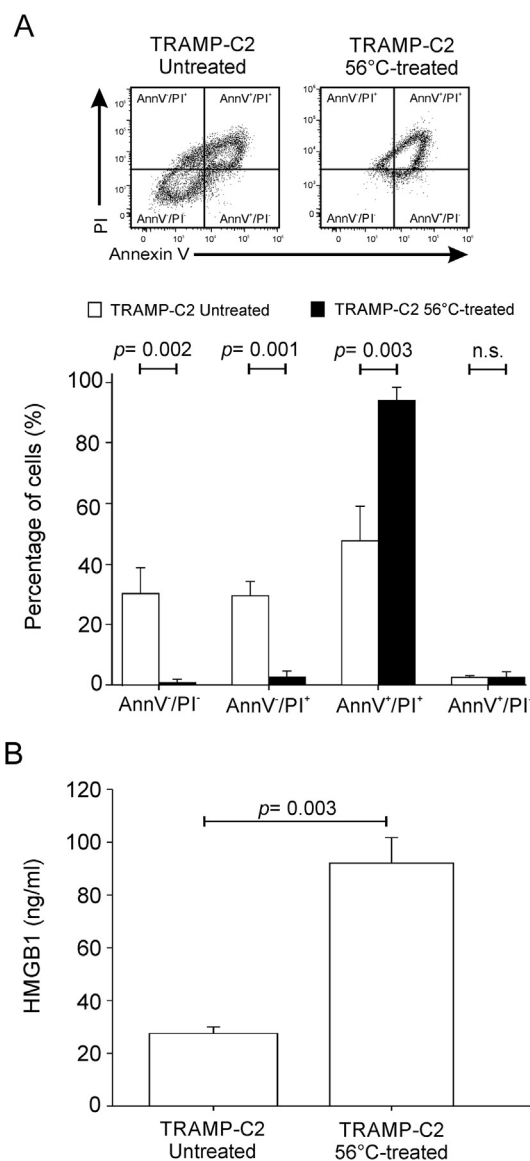 A
TRAMP-C2
Untreated
TRAMP-C2
56°C-treated
AnnV⁻/PI⁺
AnnV⁺/PI⁺
AnnV⁻/PI⁺
AnnV⁺/PI⁺
AnnV⁻/PI⁻
AnnV⁺/PI⁻
AnnV⁻/PI⁻
AnnV⁺/PI⁻
PI
Annexin V
TRAMP-C2 Untreated
TRAMP-C2 56°C-treated
p= 0.002
p= 0.001
p= 0.003
n.s.
Percentage of cells (%)
100
80
60
40
20
0
AnnV⁻/PI⁻
AnnV⁻/PI⁺
AnnV⁺/PI⁺
AnnV⁺/PI⁻
B
HMGB1 (ng/ml)
120
100
80
60
40
20
0
p= 0.003
TRAMP-C2
Untreated
TRAMP-C2
56°C-treated